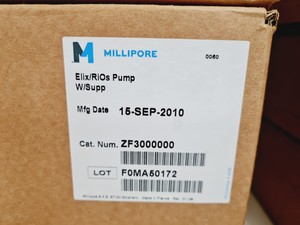 MILLIPORE
0060
Elix/RiOs Pump
W/Supp
Mfg Date 15-SEP-2010
Cat. Num. ZF3000000
LOT F0MA50172